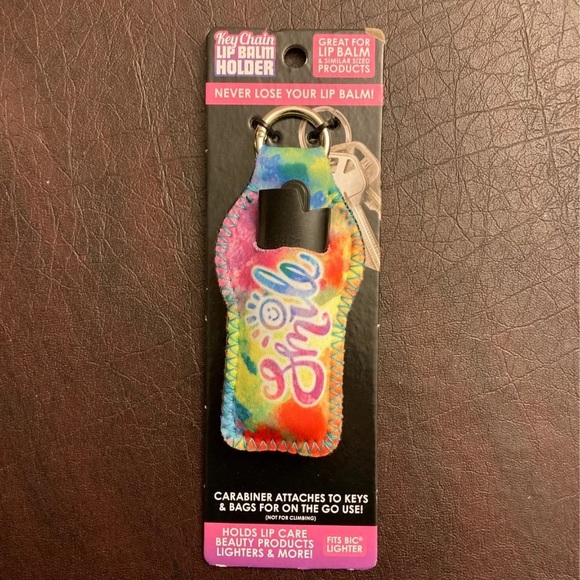 Key Chain
LIP BALM
HOLDER
GREAT FOR
LIP BALM
& SIMILAR SIZED
PRODUCTS
NEVER LOSE YOUR LIP BALM!
Smile
CARABINER ATTACHES TO KEYS
& BAGS FOR ON THE GO USE!
(NOT FOR CLIMBING)
HOLDS LIP CARE
BEAUTY PRODUCTS
LIGHTERS & MORE!
FITS BIC®
LIGHTER